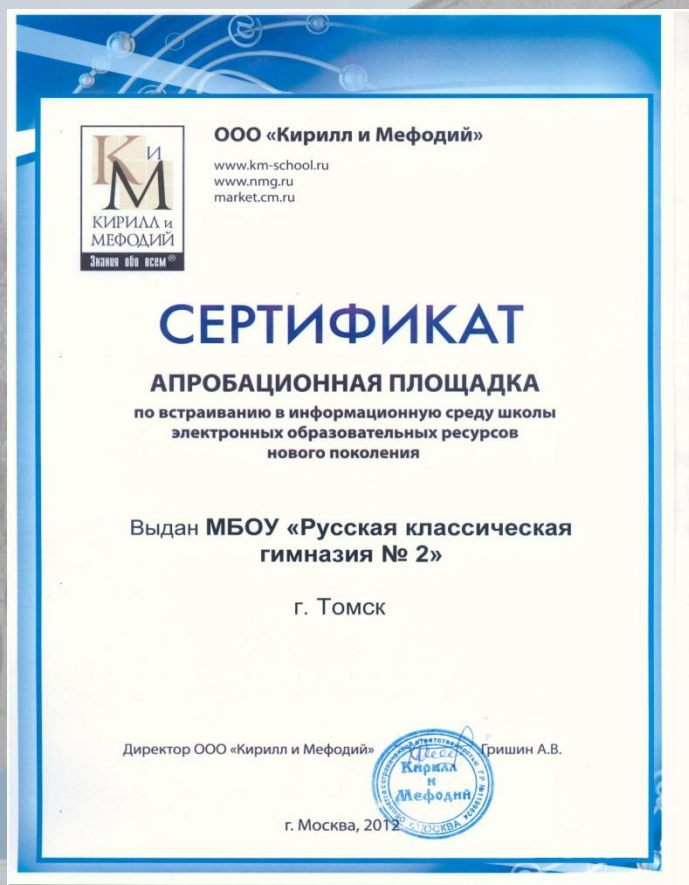 ООО «Кирилл и Мефодий»
www.km-school.ru
www.nmg.ru
market.cm.ru
КИМ
КИРИЛЛ и
МЕФОДИЙ
Знания обо всем®
СЕРТИФИКАТ
АПРОБАЦИОННАЯ ПЛОЩАДКА
по встраиванию в информационную среду школы
электронных образовательных ресурсов
нового поколения
Выдан МБОУ «Русская классическая
гимназия № 2»
г. Томск
Директор ООО «Кирилл и Мефодий»
Гришин А.В.
Кирилл
и
Мефодий
МОСКВА
г. Москва, 2012